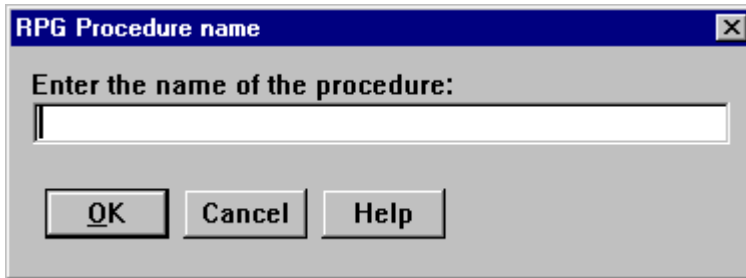 RPG Procedure name
Enter the name of the procedure:
OK Cancel Help